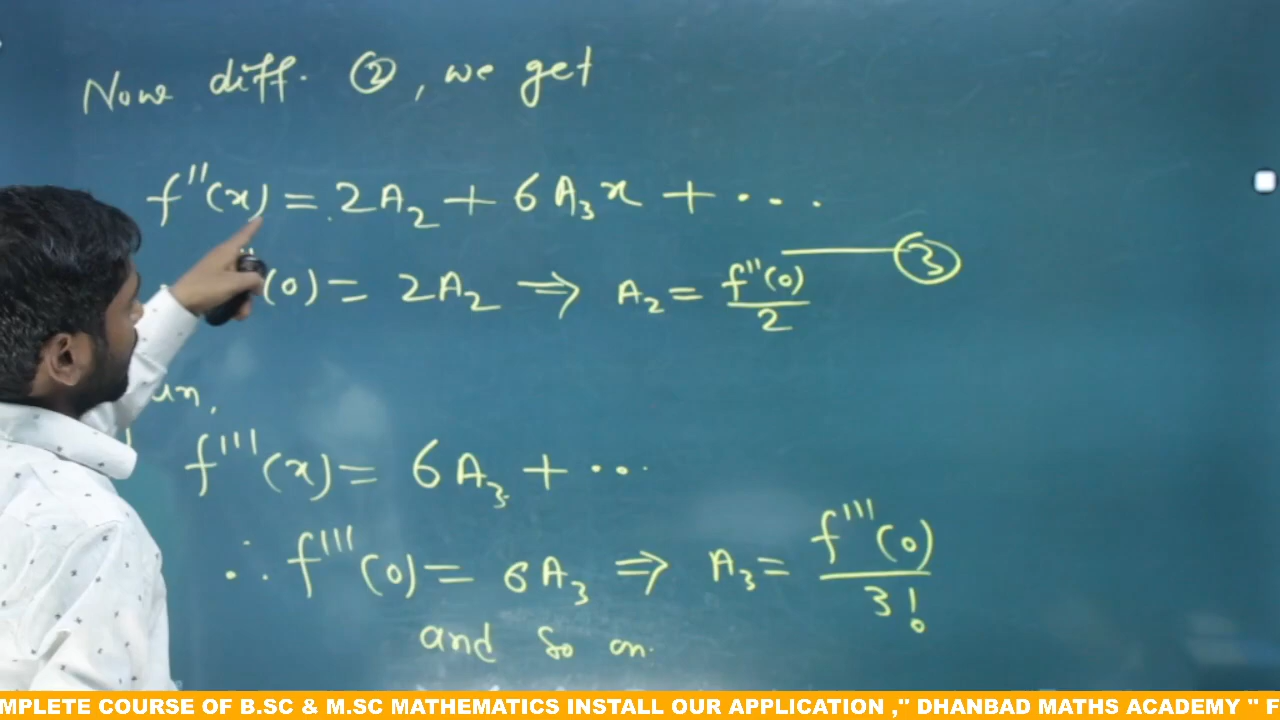 Now diff. ②, we get
f''(x) = 2A₂ + 6A₃x + ...
(0) = 2A₂ ⇒ A₂ = f''(0)/2 ——③
un,
f'''(x) = 6A₃ + ...
∴ f'''(0) = 6A₃ ⇒ A₃ = f'''(0)/3!
and so on.
MPLETE COURSE OF B.SC & M.SC MATHEMATICS INSTALL OUR APPLICATION ," DHANBAD MATHS ACADEMY " F